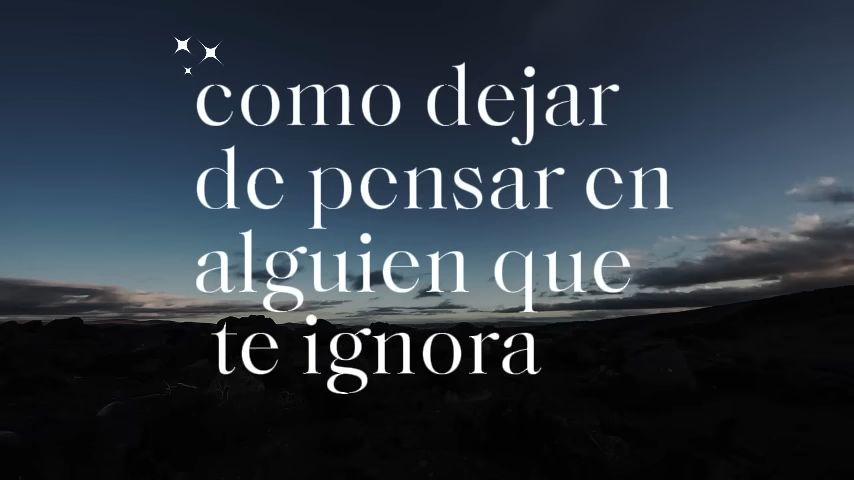 como dejar
de pensar en
alguien que
te ignora